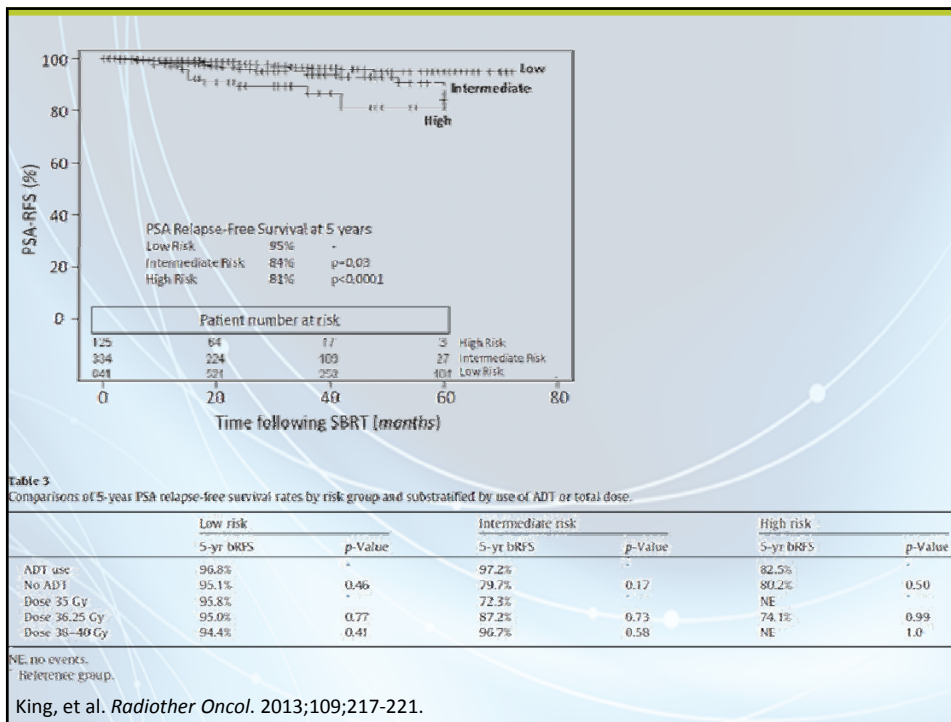 100
80
60
40
20
0
PSA-RFS (%)
Low
Intermediate
High
PSA Relapse-Free Survival at 5 years
Low Risk 95% -
Intermediate Risk 84% p=0.03
High Risk 81% p<0.0001
Patient number at risk
125 64 17 3 High Risk
334 224 109 27 Intermediate Risk
641 521 253 101 Low Risk
0 20 40 60 80
Time following SBRT (months)
Table 3
Comparisons of 5-year PSA relapse-free survival rates by risk group and substratified by use of ADT or total dose.
Low risk Intermediate risk High risk
5-yr bRFS p-Value 5-yr bRFS p-Value 5-yr bRFS p-Value
ADT use 96.8% * 97.2% * 82.5% *
No ADT 95.1% 0.46 79.7% 0.17 80.2% 0.50
Dose 35 Gy 95.8% * 72.3% * NE *
Dose 36.25 Gy 95.0% 0.77 87.2% 0.73 74.1% 0.99
Dose 38–40 Gy 94.4% 0.41 96.7% 0.58 NE 1.0
NE, no events.
* Reference group.
King, et al. Radiother Oncol. 2013;109;217-221.